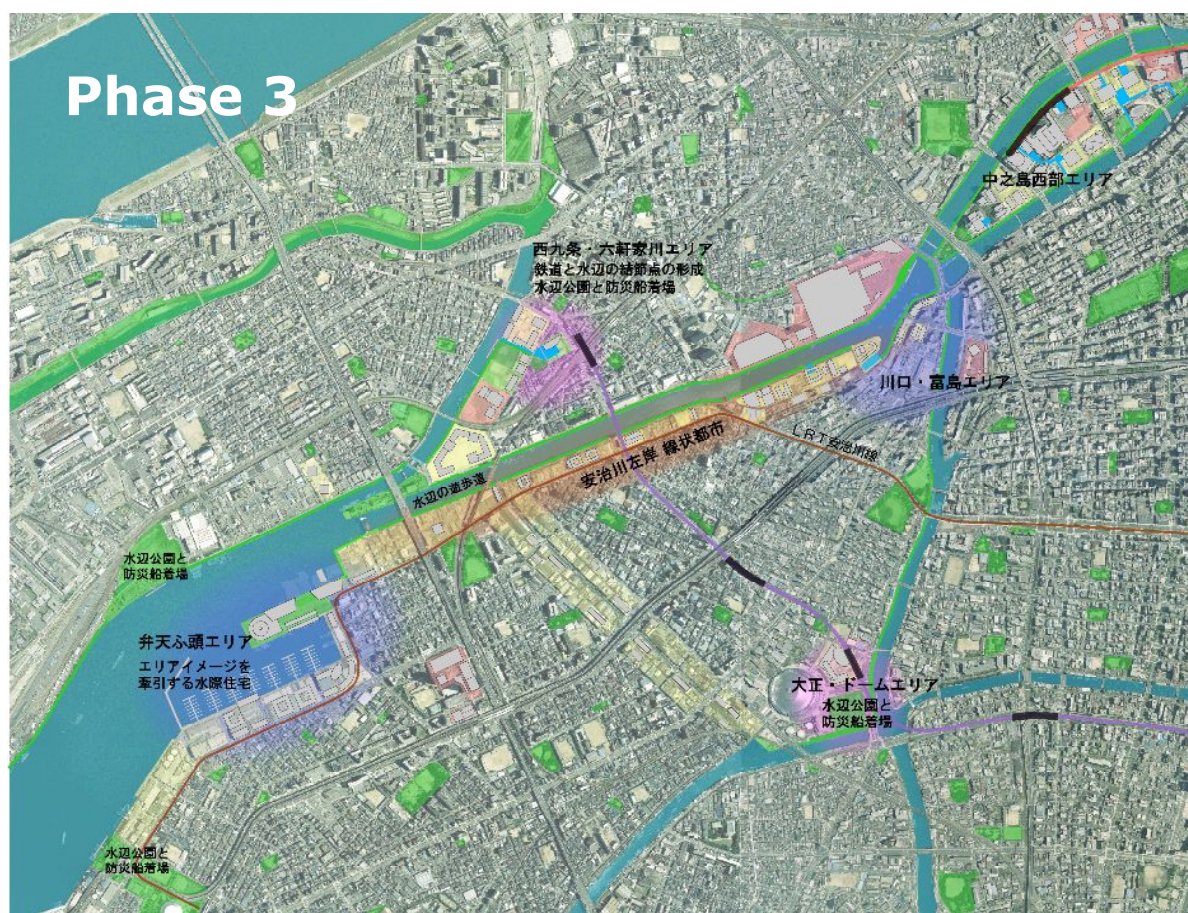 Phase 3
中之島西部エリア
西九条・六軒家川エリア
鉄道と水辺の結節点の形成
水辺公園と防災船着場
川口・富島エリア
LRT安治川線
安治川左岸 線状都市
水辺の遊歩道
水辺公園と
防災船着場
弁天ふ頭エリア
エリアイメージを
牽引する水際住宅
大正・ドームエリア
水辺公園と
防災船着場
水辺公園と
防災船着場